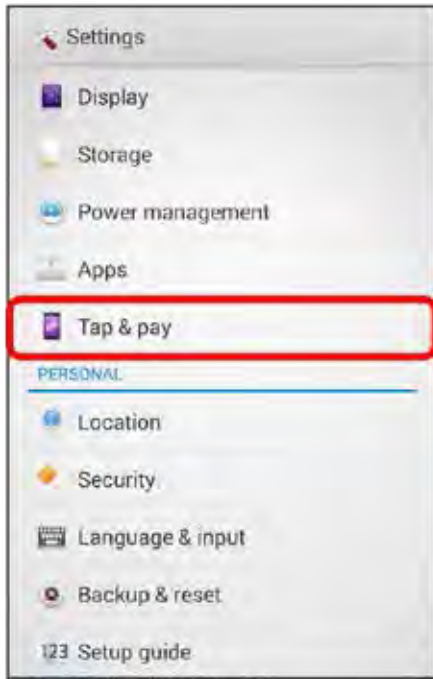 Settings
Display
Storage
Power management
Apps
Tap & pay
PERSONAL
Location
Security
Language & input
Backup & reset
123 Setup guide